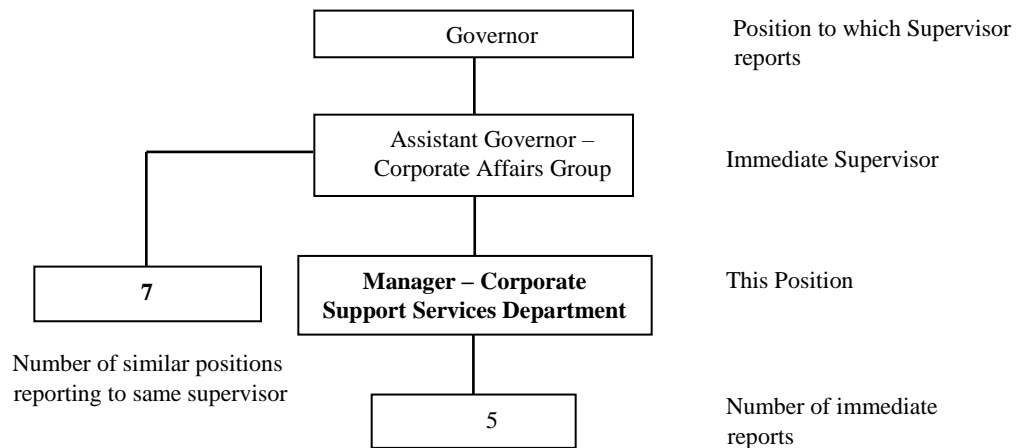 Governor
Position to which Supervisor
reports
Assistant Governor –
Corporate Affairs Group
Immediate Supervisor
Manager – Corporate
Support Services Department
This Position
7
Number of similar positions
reporting to same supervisor
5
Number of immediate
reports